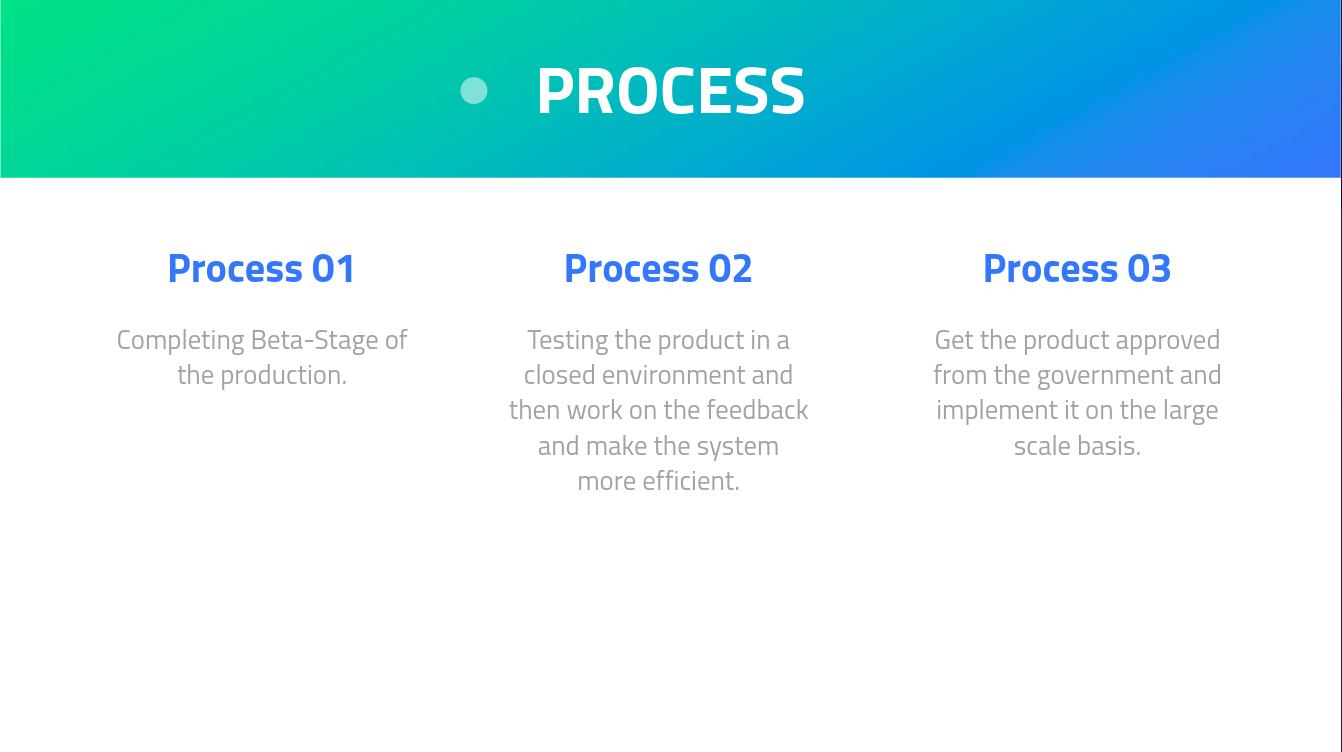 PROCESS
Process 01
Completing Beta-Stage of
the production.
Process 02
Testing the product in a
closed environment and
then work on the feedback
and make the system
more efficient.
Process 03
Get the product approved
from the government and
implement it on the large
scale basis.